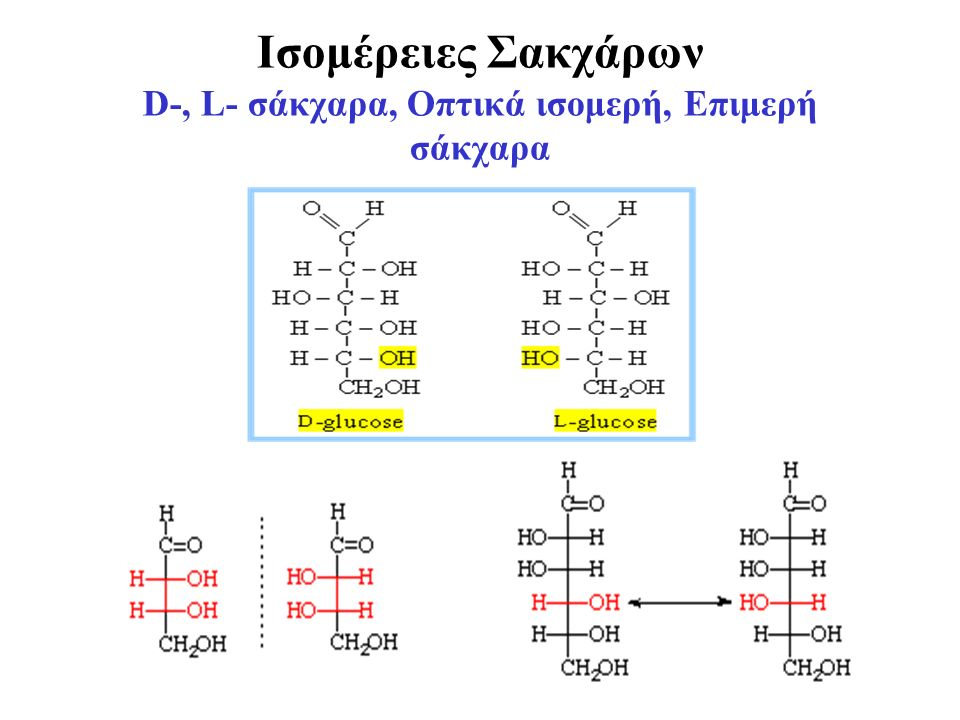 Ισομέρειες Σακχάρων
D-, L- σάκχαρα, Οπτικά ισομερή, Επιμερή
σάκχαρα
O H
C
H – C – OH
HO – C – H
H – C – OH
H – C – OH
CH2OH
D-glucose
O H
C
HO – C – H
H – C – OH
HO – C – H
HO – C – H
CH2OH
L-glucose
H
C=O
H OH
H OH
CH2OH
H
C=O
HO H
HO H
CH2OH
H
C=O
HO H
HO H
H OH
H OH
CH2OH
H
C=O
HO H
HO H
HO H
H OH
CH2OH